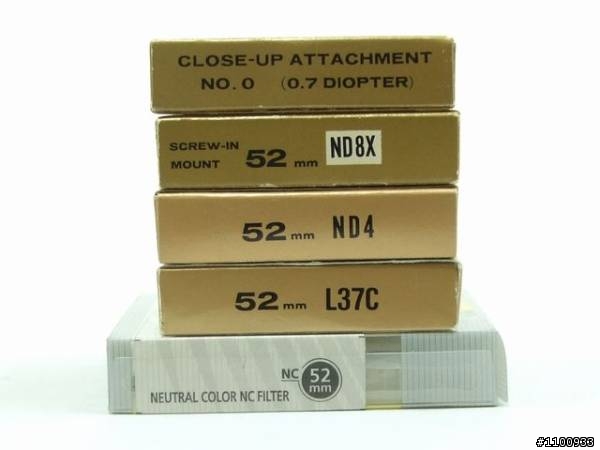 CLOSE-UP ATTACHMENT
NO. 0 (0.7 DIOPTER)
SCREW-IN
MOUNT 52 mm ND8X
52 mm ND4
52 mm L37C
NC 52 mm
NEUTRAL COLOR NC FILTER
#1100933